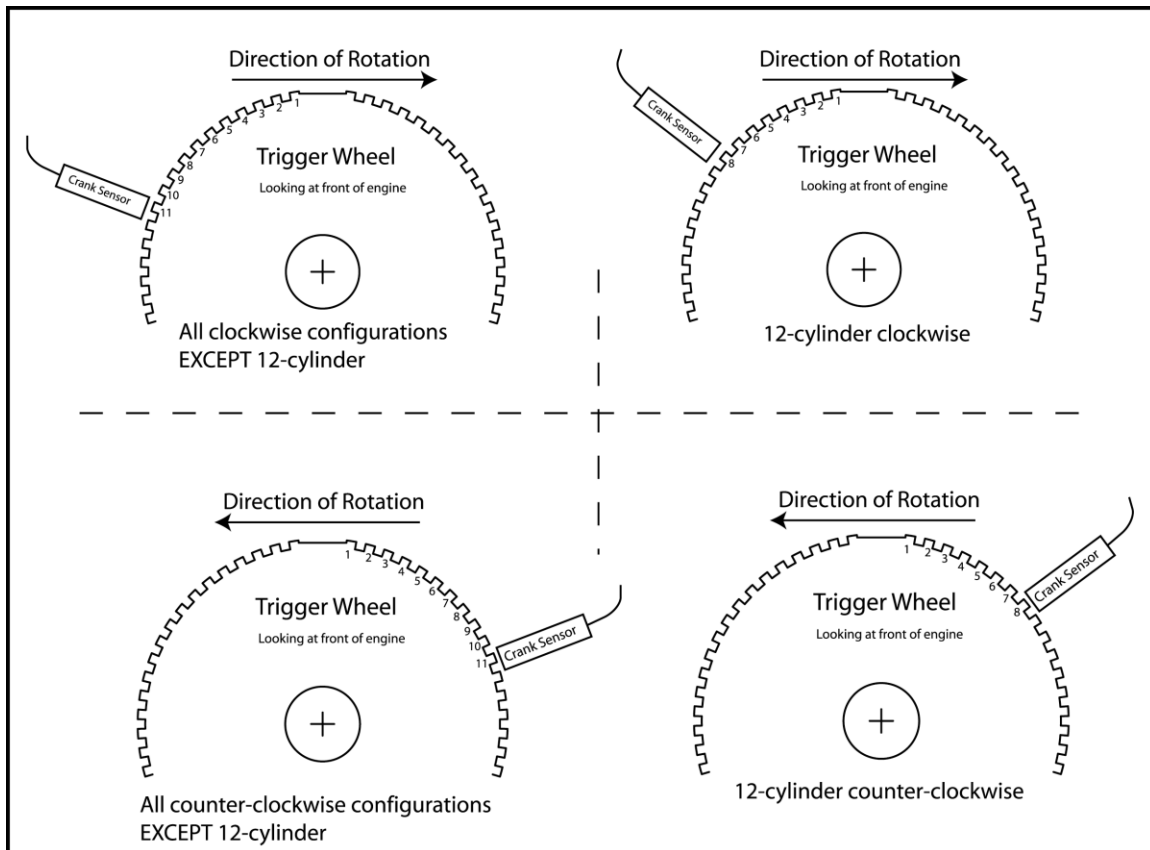 Direction of Rotation
1
2
3
4
5
6
7
8
9
10
11
Crank Sensor
Trigger Wheel
Looking at front of engine
All clockwise configurations
EXCEPT 12-cylinder
Direction of Rotation
1
2
3
4
5
6
7
8
Crank Sensor
Trigger Wheel
Looking at front of engine
12-cylinder clockwise
Direction of Rotation
1
2
3
4
5
6
7
8
9
10
11
Crank Sensor
Trigger Wheel
Looking at front of engine
All counter-clockwise configurations
EXCEPT 12-cylinder
Direction of Rotation
1
2
3
4
5
6
7
8
Crank Sensor
Trigger Wheel
Looking at front of engine
12-cylinder counter-clockwise